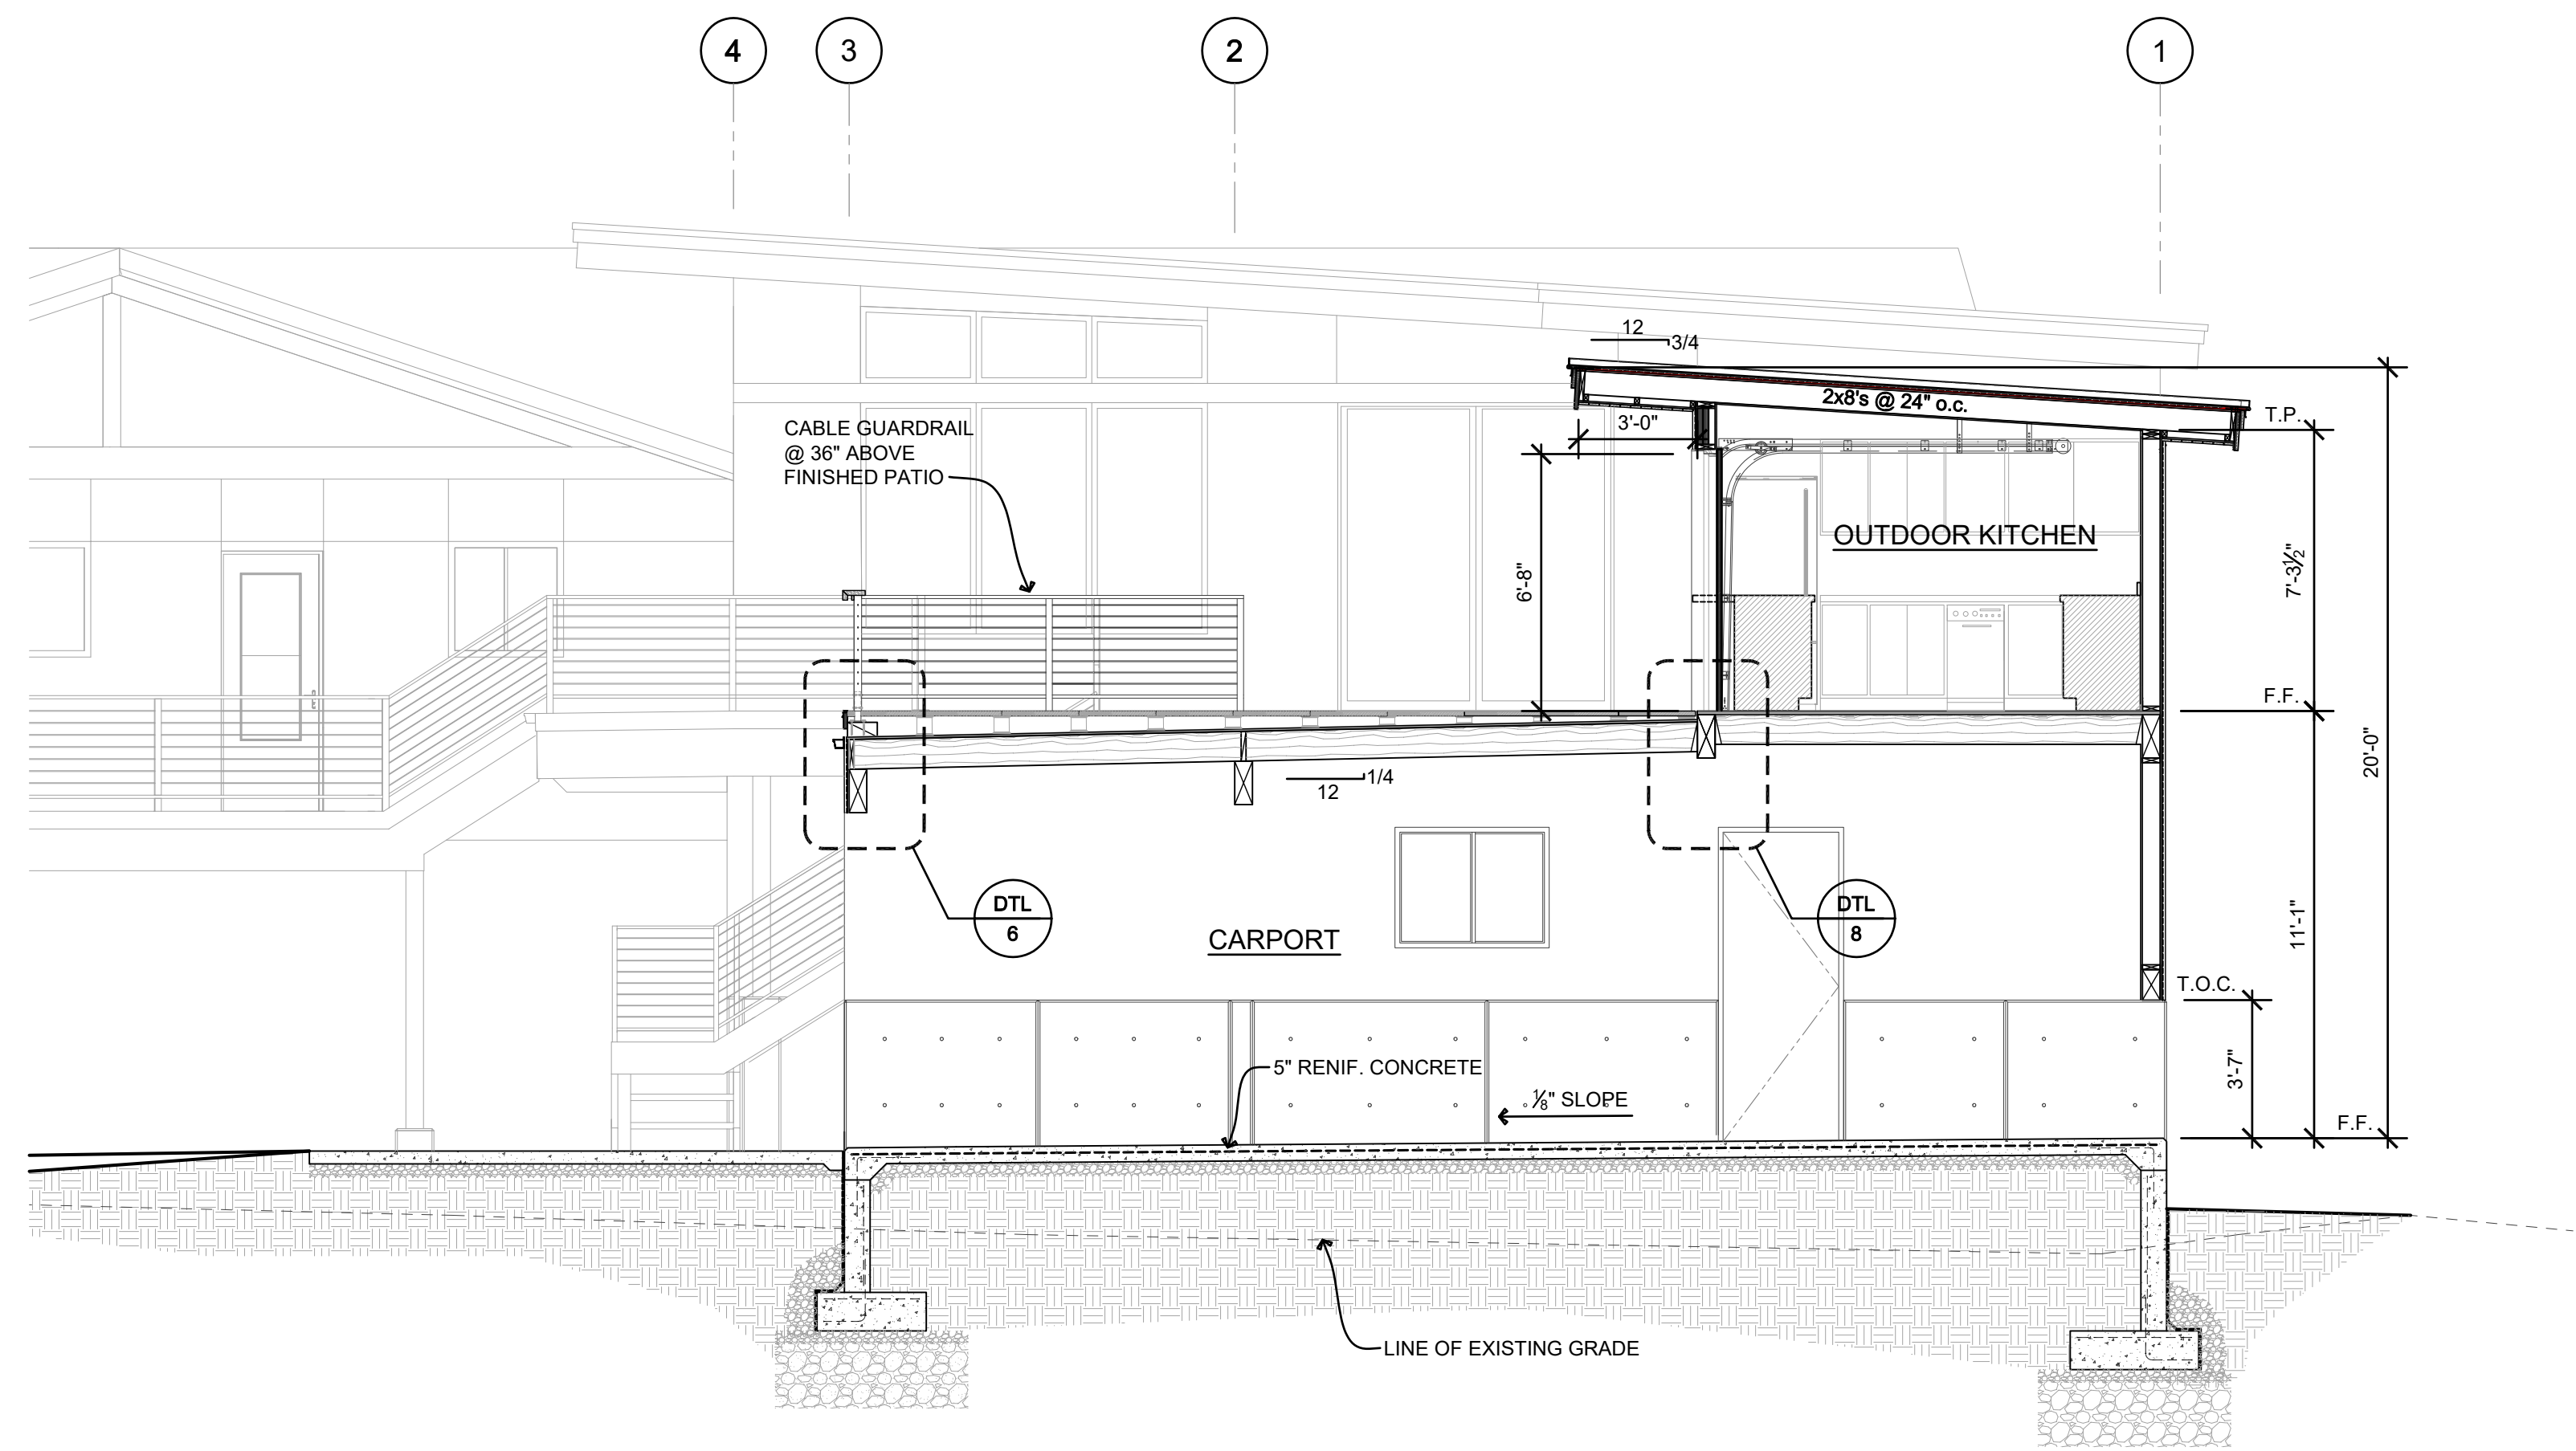 4
3
2
1
12
3/4
2x8's @ 24" o.c.
T.P.
3'-0"
CABLE GUARDRAIL
@ 36" ABOVE
FINISHED PATIO
OUTDOOR KITCHEN
6'-8"
7'-3½"
F.F.
20'-0"
1/4
12
DTL
6
DTL
8
CARPORT
11'-1"
T.O.C.
5" RENIF. CONCRETE
3'-7"
⅛" SLOPE
F.F.
LINE OF EXISTING GRADE